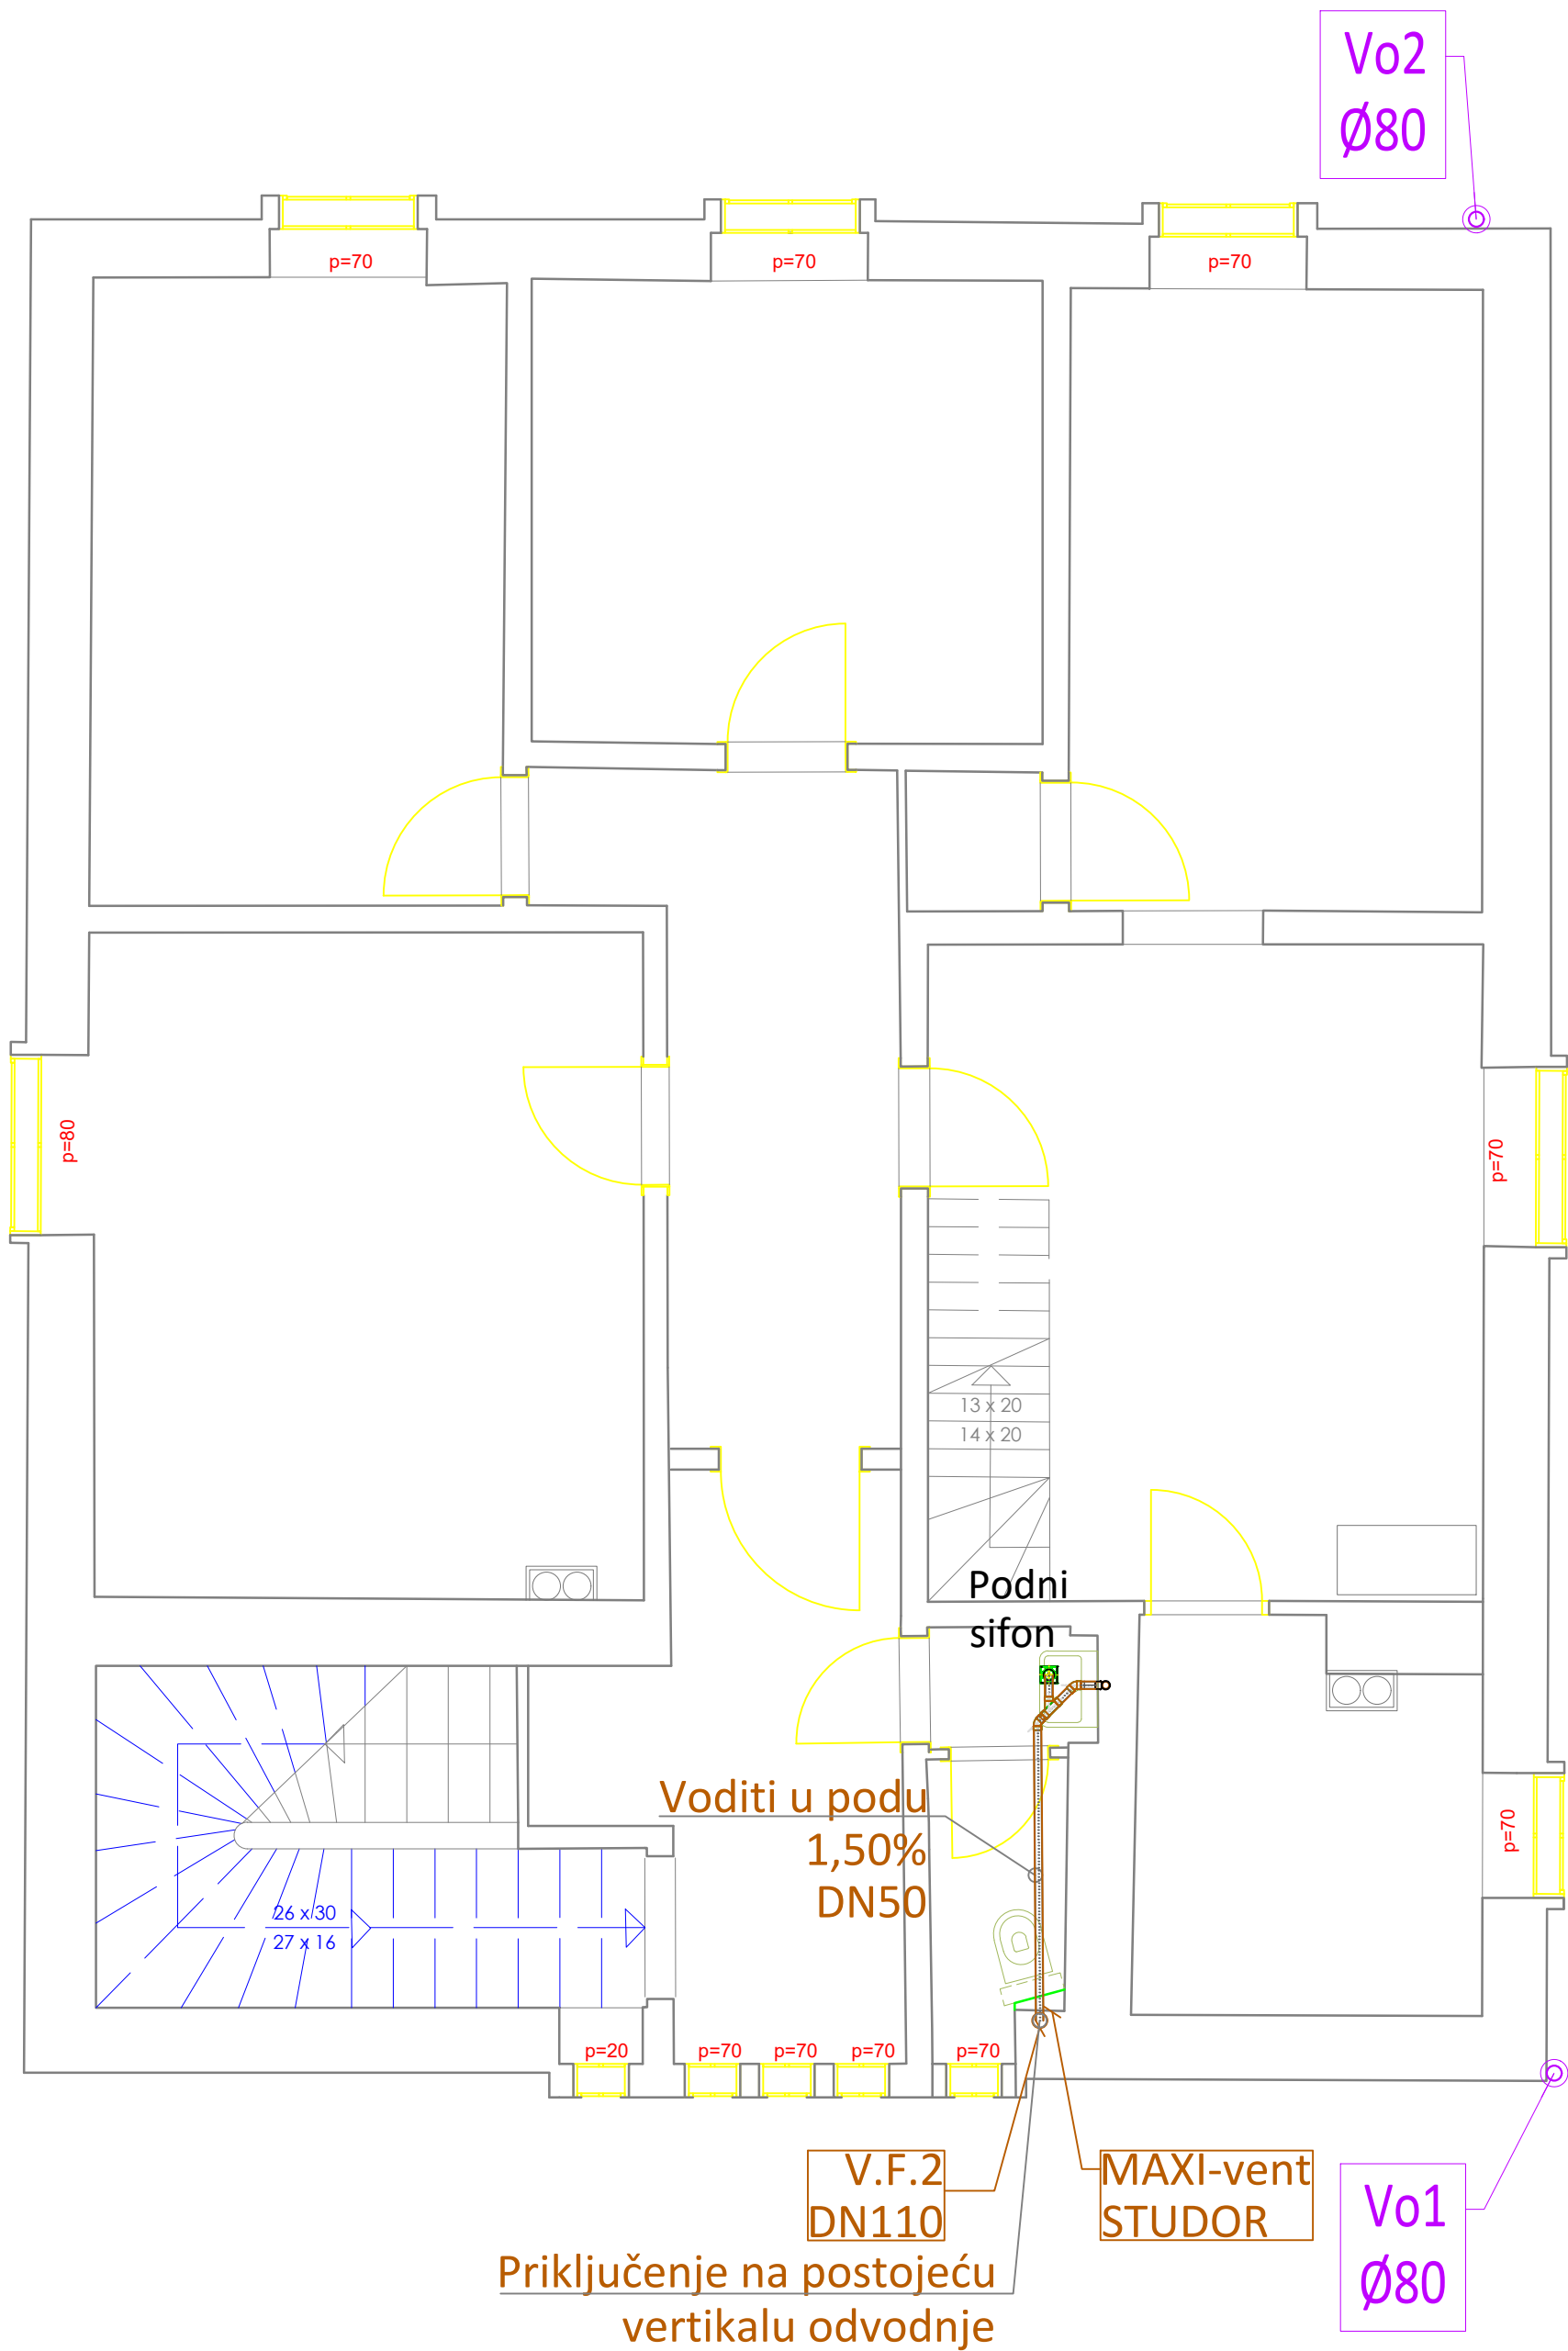 Vo2
Ø80
p=70
p=70
p=70
p=80
p=70
13 x 20
14 x 20
Podni
sifon
Voditi u podu
1,50%
DN50
p=70
26 x 30
27 x 16
p=20
p=70
p=70
p=70
p=70
V.F.2
DN110
MAXI-vent
STUDOR
Vo1
Ø80
Priključenje na postojeću
vertikalu odvodnje